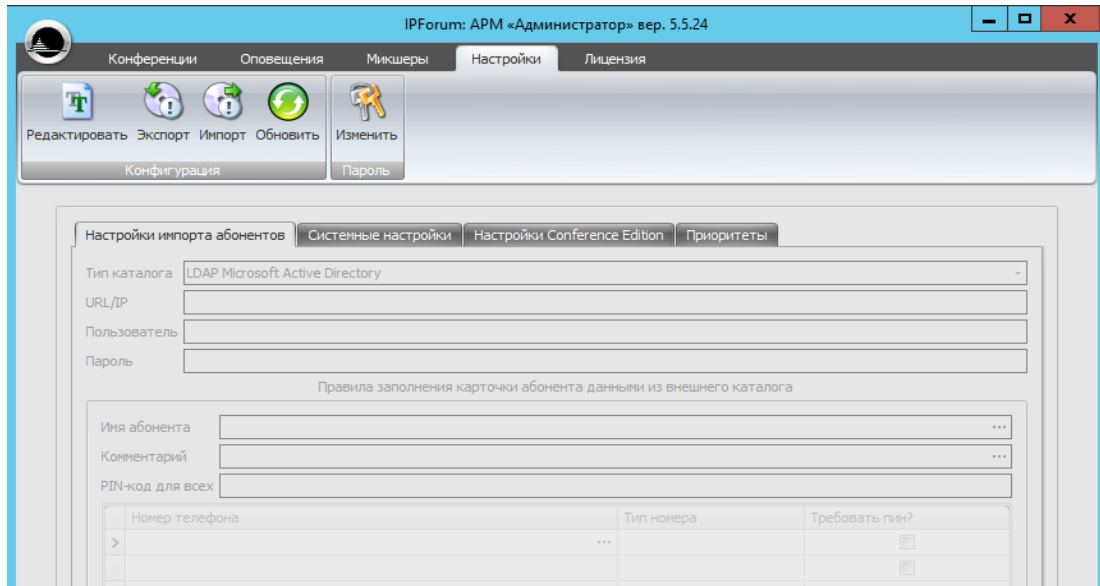 IPForum: АРМ «Администратор» вер. 5.5.24
Конференции Оповещения Микшеры Настройки Лицензия
Редактировать Экспорт Импорт Обновить Изменить
Конфигурация Пароль
Настройки импорта абонентов Системные настройки Настройки Conference Edition Приоритеты
Тип каталога LDAP Microsoft Active Directory
URL/IP
Пользователь
Пароль
Правила заполнения карточки абонента данными из внешнего каталога
Имя абонента ...
Комментарий ...
PIN-код для всех
Номер телефона Тип номера Требовать пин?
...